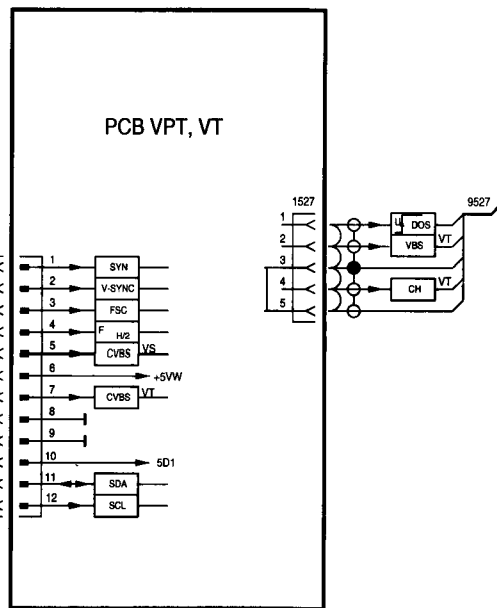 PCB VPT, VT
1527
9527
1
DOS
2
VBS VT
3
4
CH VT
5
1 SYN
2 V-SYNC
3 FSC
4 F H/2
5 CVBS VS
6 +5VW
7 CVBS VT
8
9
10 5D1
11 SDA
12 SCL